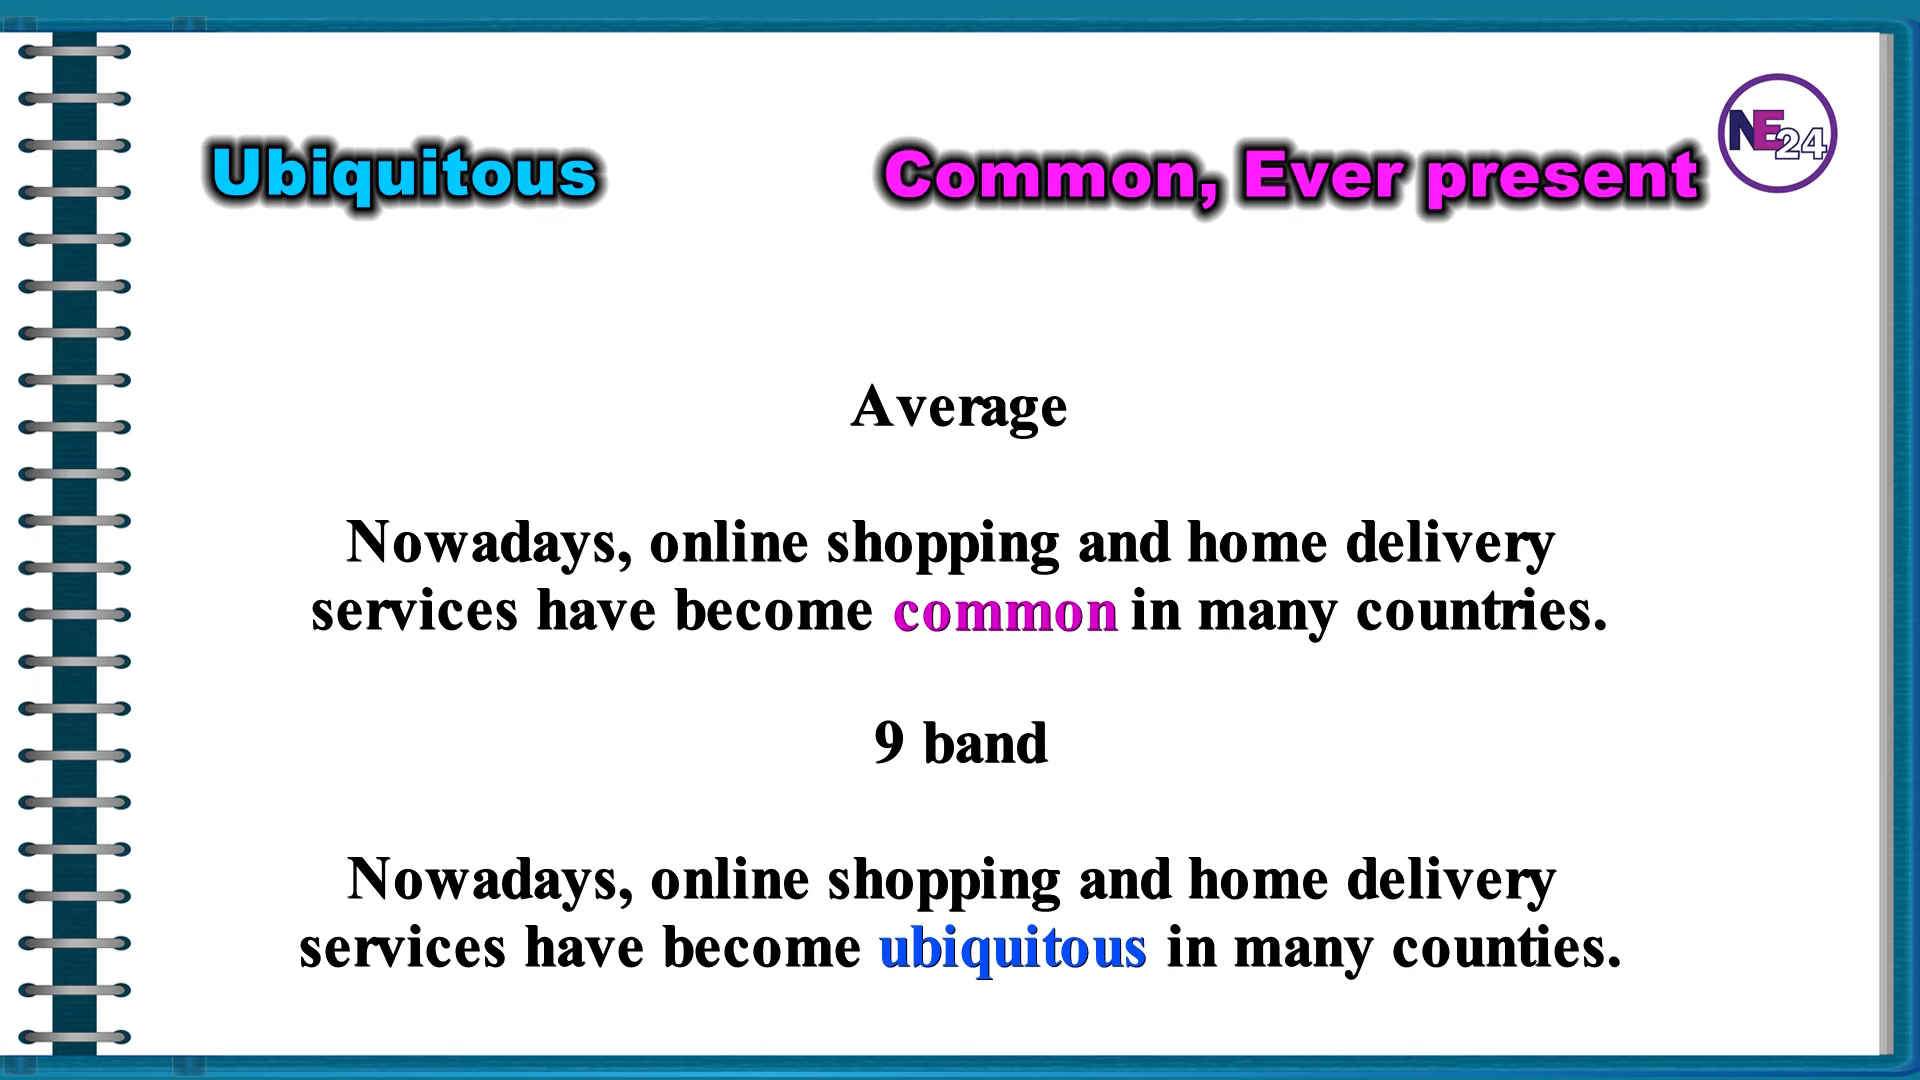 Ubiquitous
Common, Ever present
NE24
Average
Nowadays, online shopping and home delivery
services have become common in many countries.
9 band
Nowadays, online shopping and home delivery
services have become ubiquitous in many counties.